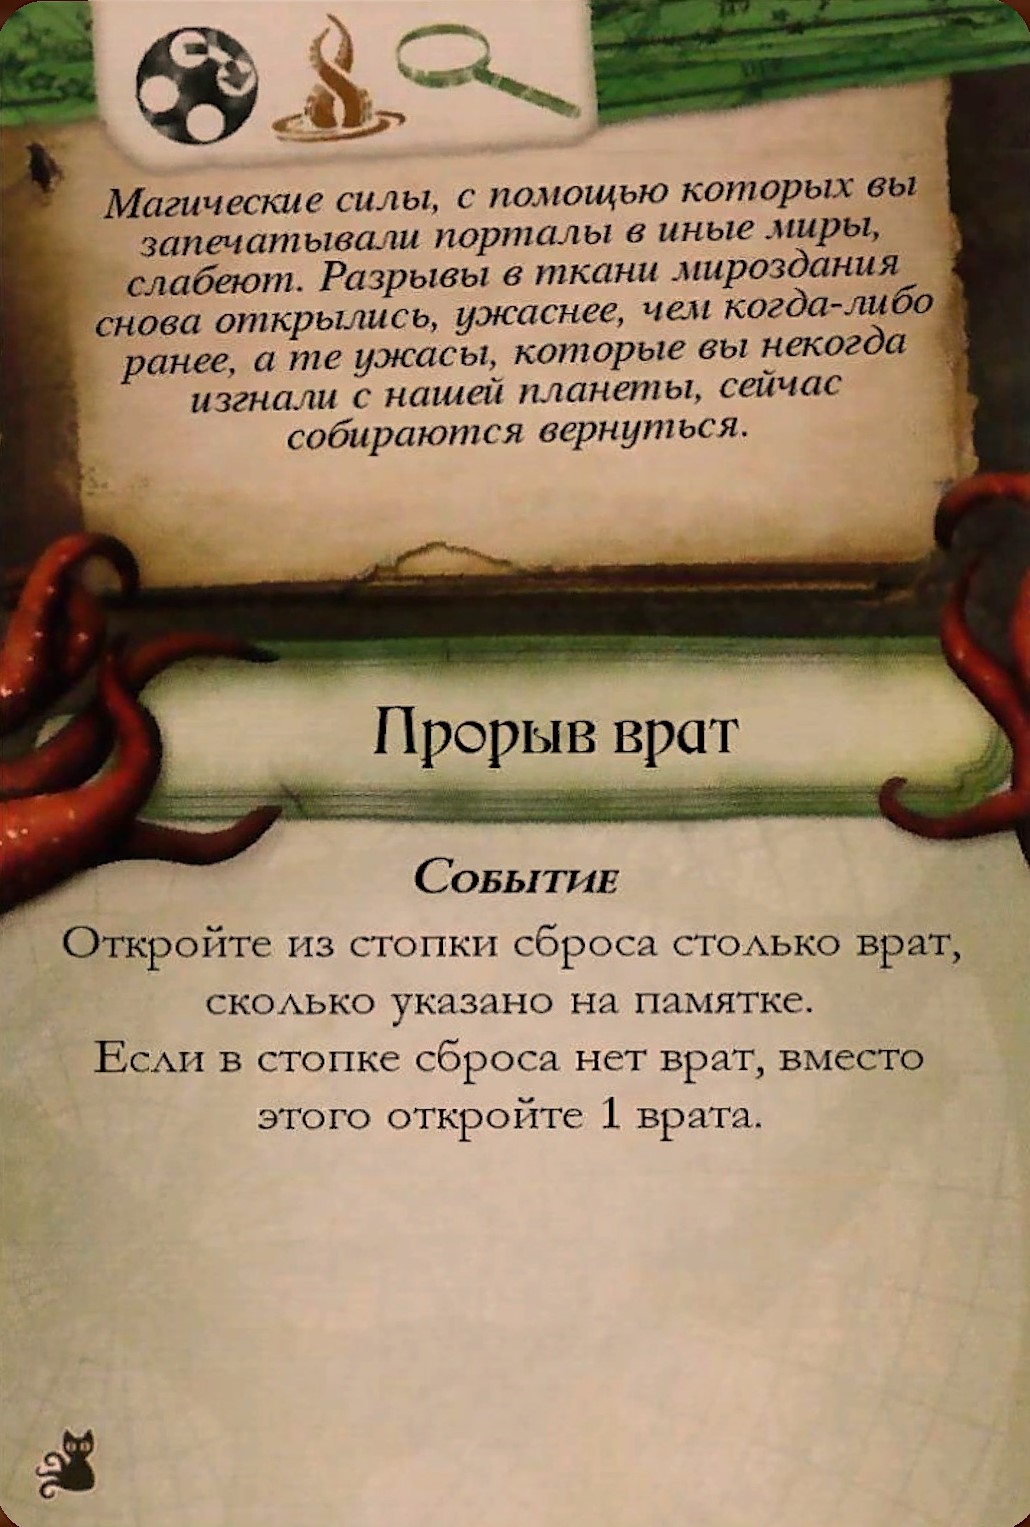 Магические силы, с помощью которых вы
запечатывали порталы в иные миры,
слабеют. Разрывы в ткани мироздания
снова открылись, ужаснее, чем когда-либо
ранее, а те ужасы, которые вы некогда
изгнали с нашей планеты, сейчас
собираются вернуться.
Прорыв врат
Событие
Откройте из стопки сброса столько врат,
сколько указано на памятке.
Если в стопке сброса нет врат, вместо
этого откройте 1 врата.